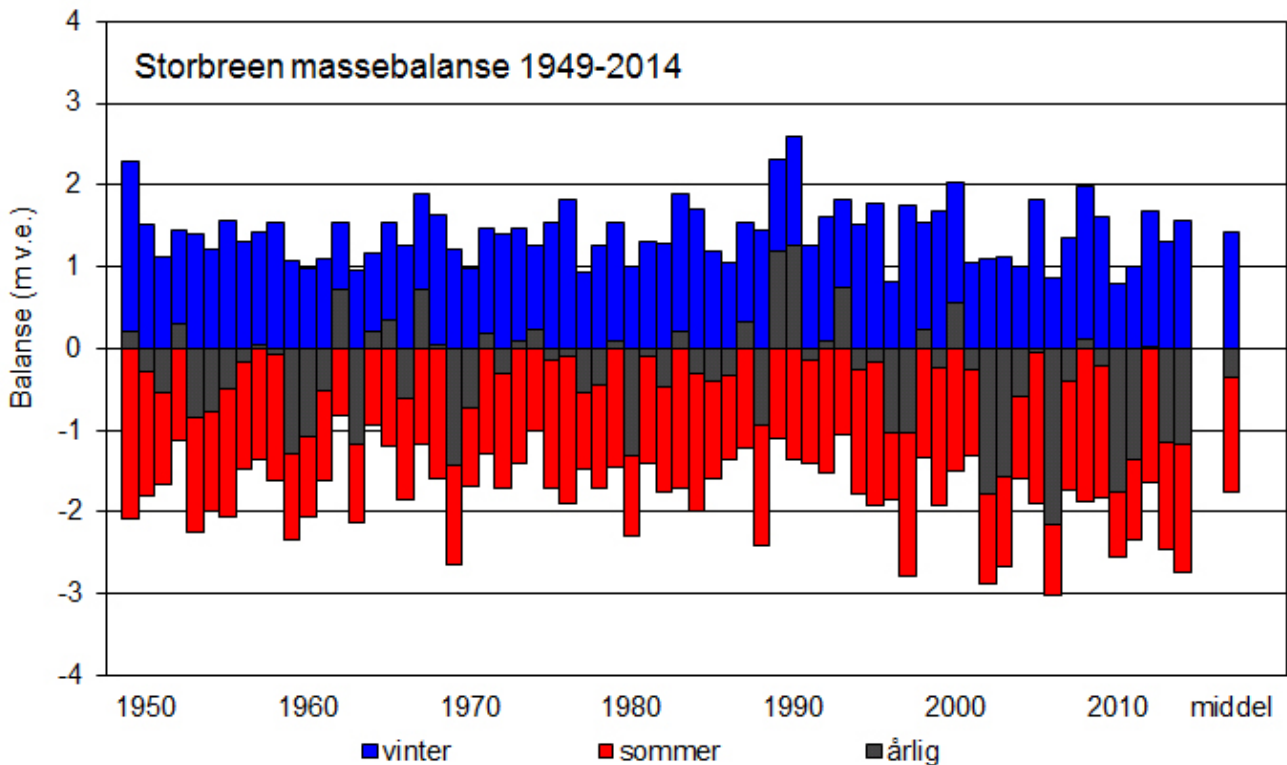 Storbreen massebalanse 1949-2014
Balanse (m v.e.)
4
3
2
1
0
-1
-2
-3
-4
1950 1960 1970 1980 1990 2000 2010 middel
vinter sommer årlig